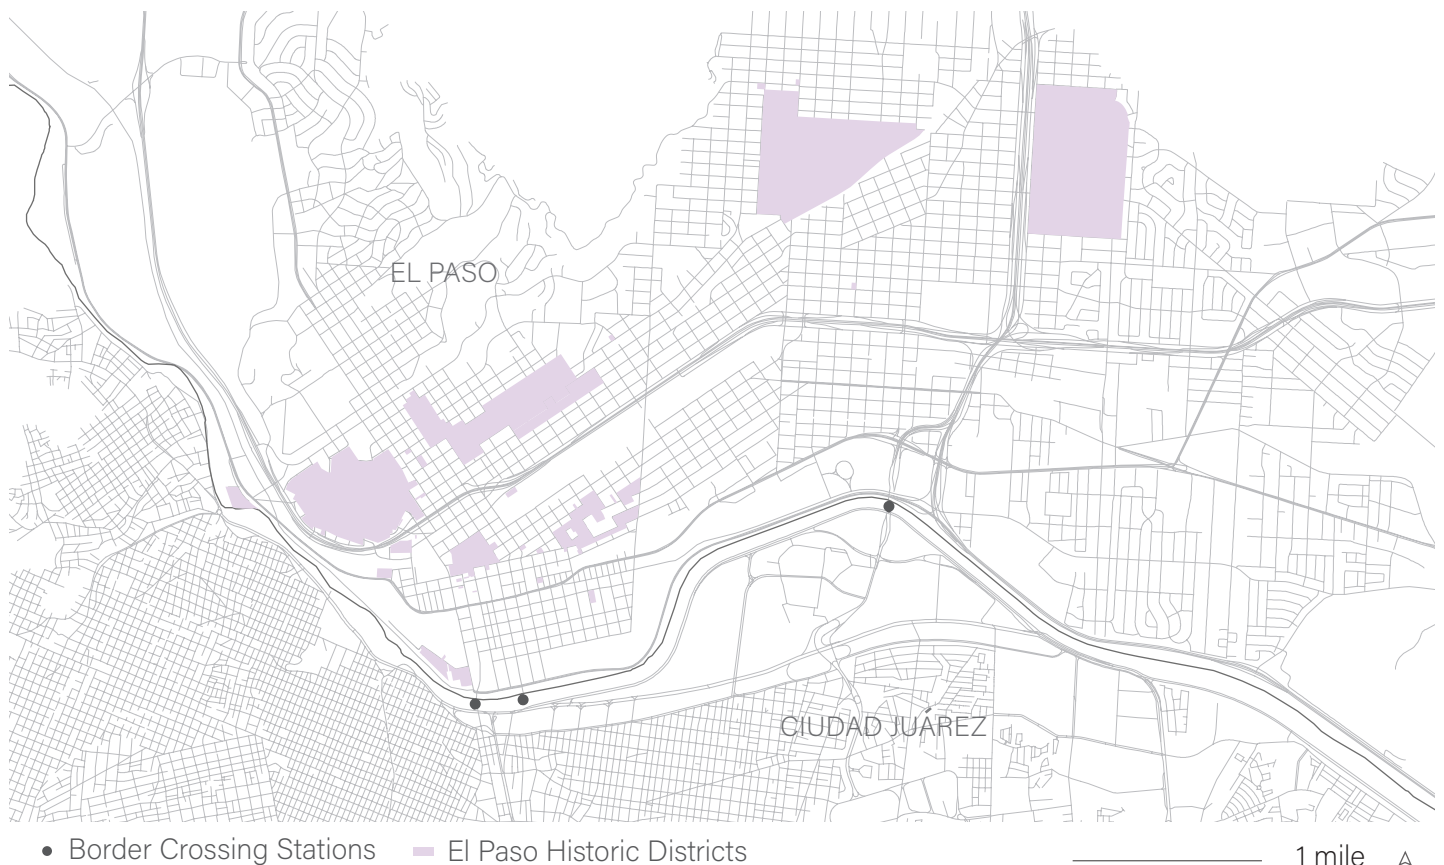 EL PASO
CIUDAD JUÁREZ
Border Crossing Stations
El Paso Historic Districts
1 mile